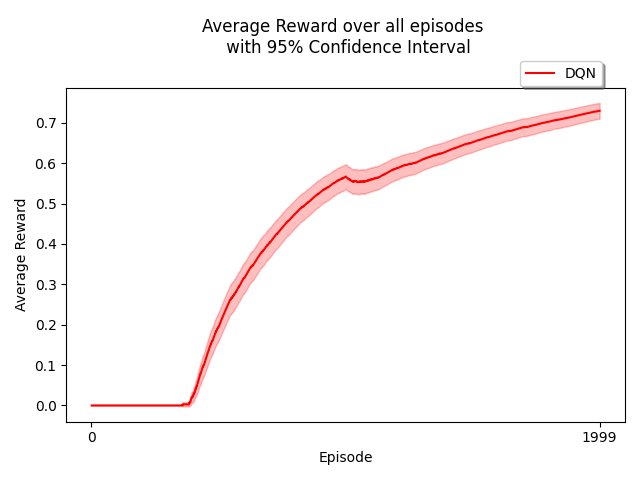 Average Reward over all episodes
with 95% Confidence Interval
DQN
Average Reward
0.7
0.6
0.5
0.4
0.3
0.2
0.1
0.0
0
1999
Episode